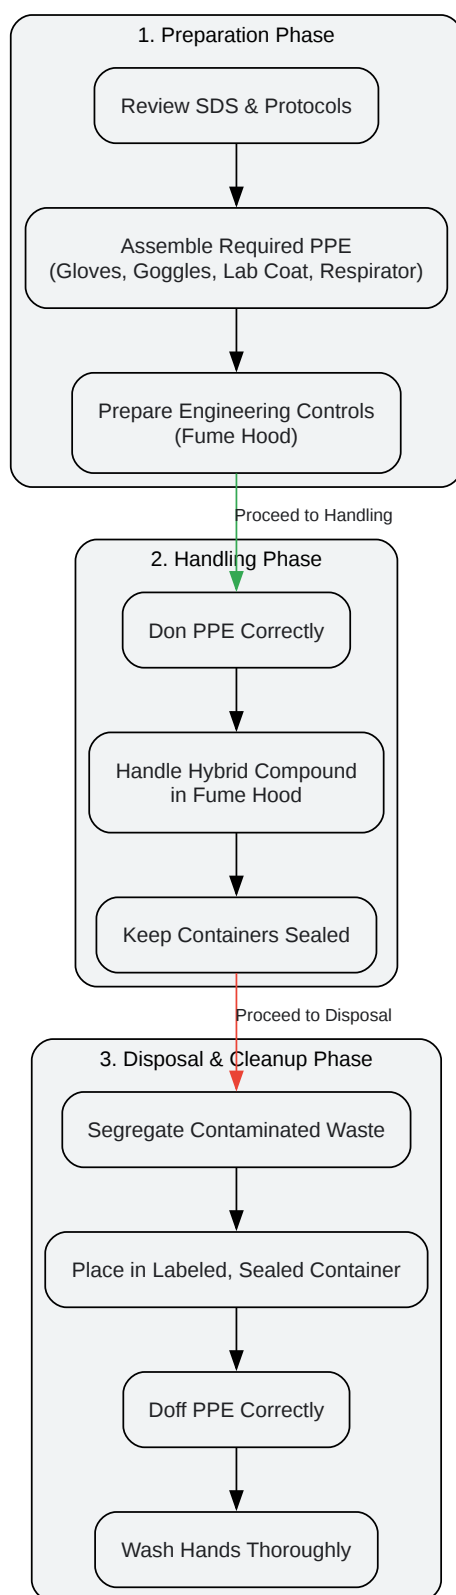 1. Preparation Phase
Review SDS & Protocols
Assemble Required PPE
(Gloves, Goggles, Lab Coat, Respirator)
Prepare Engineering Controls
(Fume Hood)
Proceed to Handling
2. Handling Phase
Don PPE Correctly
Handle Hybrid Compound
in Fume Hood
Keep Containers Sealed
Proceed to Disposal
3. Disposal & Cleanup Phase
Segregate Contaminated Waste
Place in Labeled, Sealed Container
Doff PPE Correctly
Wash Hands Thoroughly